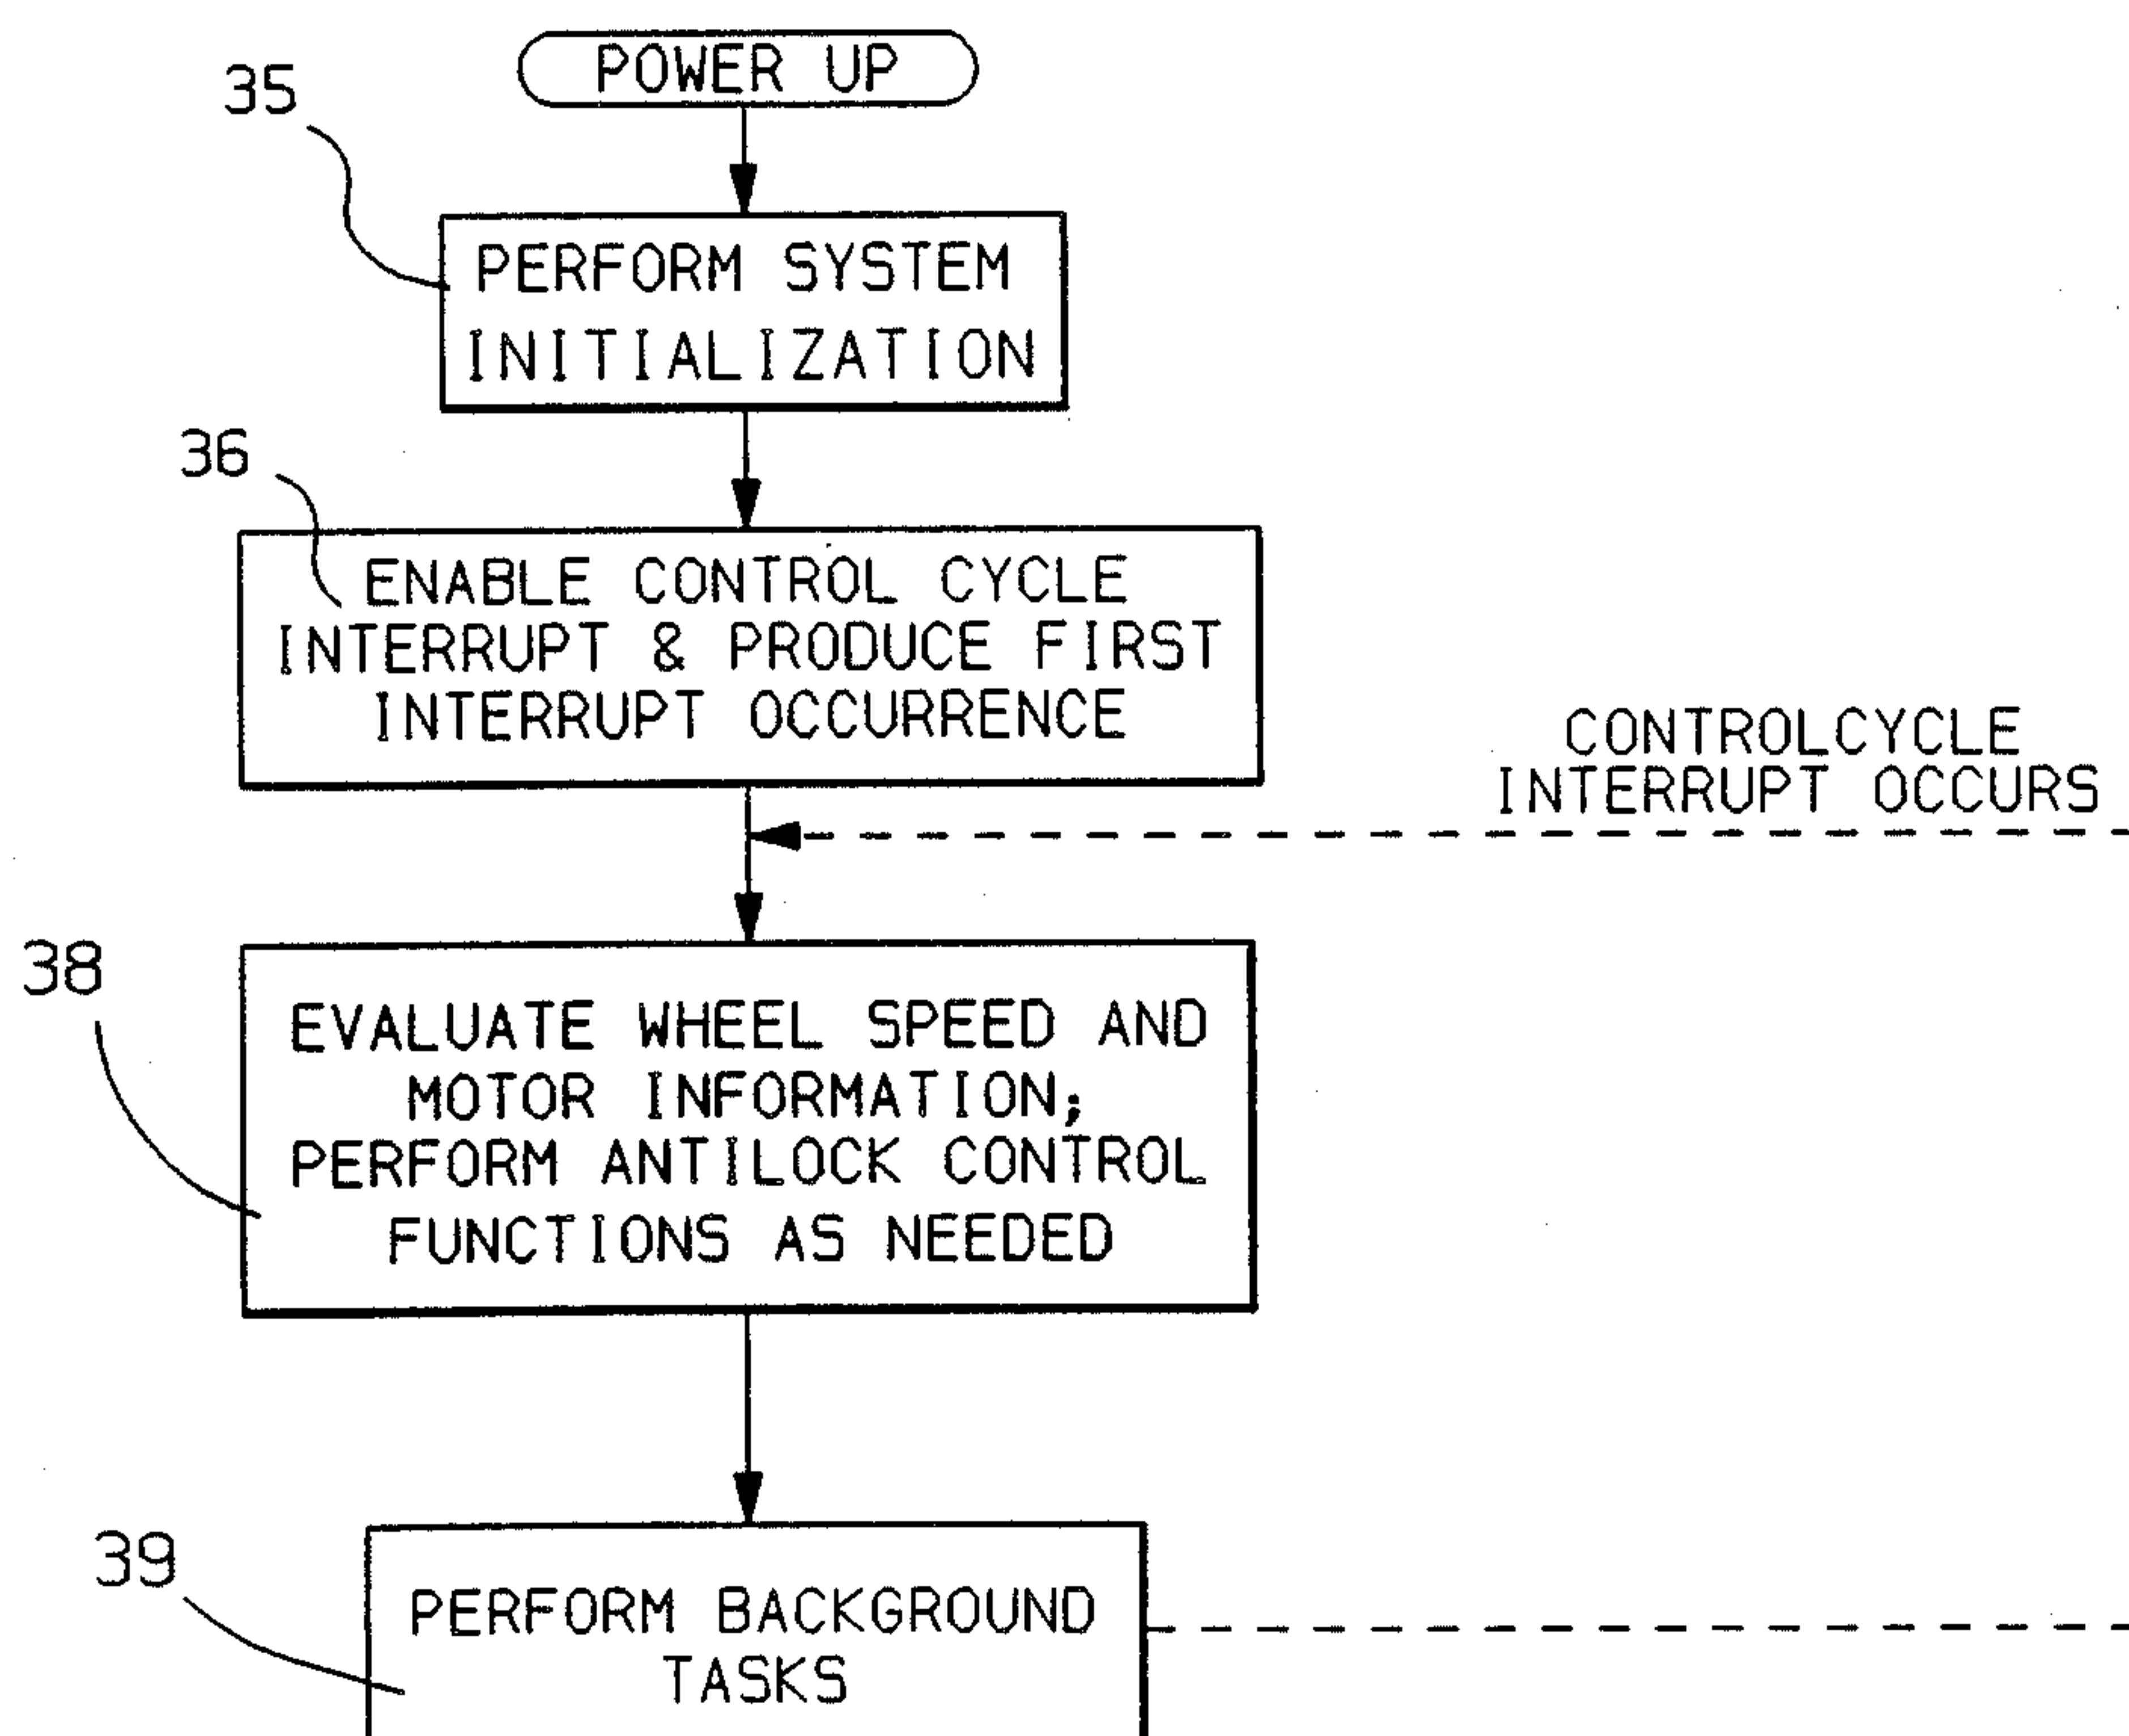 POWER UP
35
PERFORM SYSTEM
INITIALIZATION
36
ENABLE CONTROL CYCLE
INTERRUPT & PRODUCE FIRST
INTERRUPT OCCURRENCE
CONTROLCYCLE
INTERRUPT OCCURS
38
EVALUATE WHEEL SPEED AND
MOTOR INFORMATION;
PERFORM ANTILOCK CONTROL
FUNCTIONS AS NEEDED
39
PERFORM BACKGROUND
TASKS